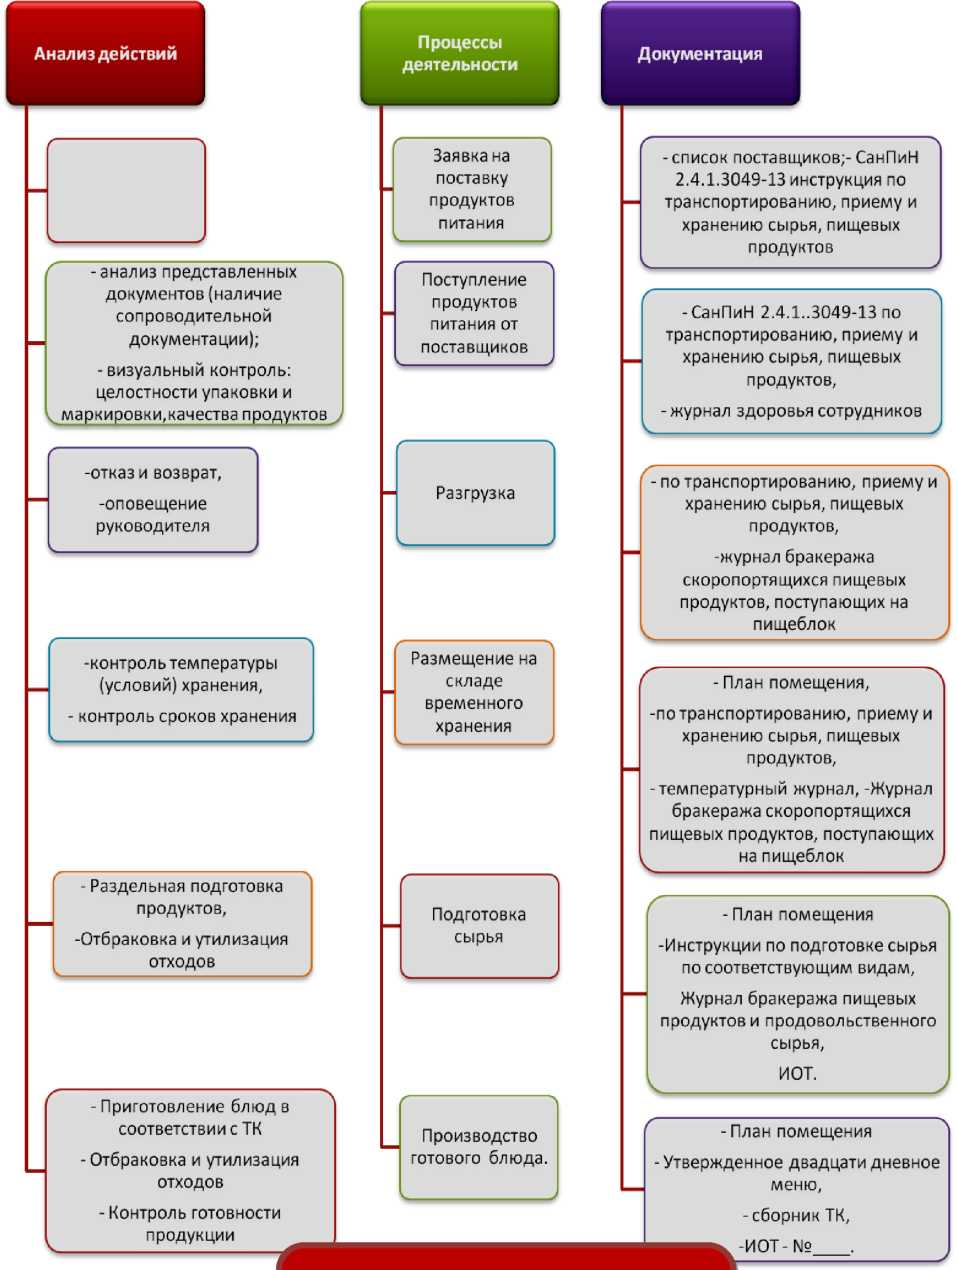 Анализ действий
- анализ представленных
документов (наличие
сопроводительной
документации);
- визуальный контроль:
целостности упаковки и
маркировки,качества продуктов
-отказ и возврат,
-оповещение
руководителя
-контроль температуры
(условий) хранения,
- контроль сроков хранения
- Раздельная подготовка
продуктов,
-Отбраковка и утилизация
отходов
- Приготовление блюд в
соответствии с ТК
- Отбраковка и утилизация
отходов
- Контроль готовности
продукции
Процессы
деятельности
Заявка на
поставку
продуктов
питания
Поступление
продуктов
питания от
поставщиков
Разгрузка
Размещение на
складе
временного
хранения
Подготовка
сырья
Производство
готового блюда.
Документация
- список поставщиков;- СанПиН
2.4.1.3049-13 инструкция по
транспортированию, приему и
хранению сырья, пищевых
продуктов
- СанПиН 2.4.1..3049-13 по
транспортированию, приему и
хранению сырья, пищевых
продуктов,
- журнал здоровья сотрудников
- по транспортированию, приему и
хранению сырья, пищевых
продуктов,
-журнал бракеража
скоропортящихся пищевых
продуктов, поступающих на
пищеблок
- План помещения,
-по транспортированию, приему и
хранению сырья, пищевых
продуктов,
- температурный журнал, -Журнал
бракеража скоропортящихся
пищевых продуктов, поступающих
на пищеблок
- План помещения
-Инструкции по подготовке сырья
по соответствующим видам,
Журнал бракеража пищевых
продуктов и продовольственного
сырья,
ИОТ.
- План помещения
- Утвержденное двадцати дневное
меню,
- сборник ТК,
-ИОТ - №____.